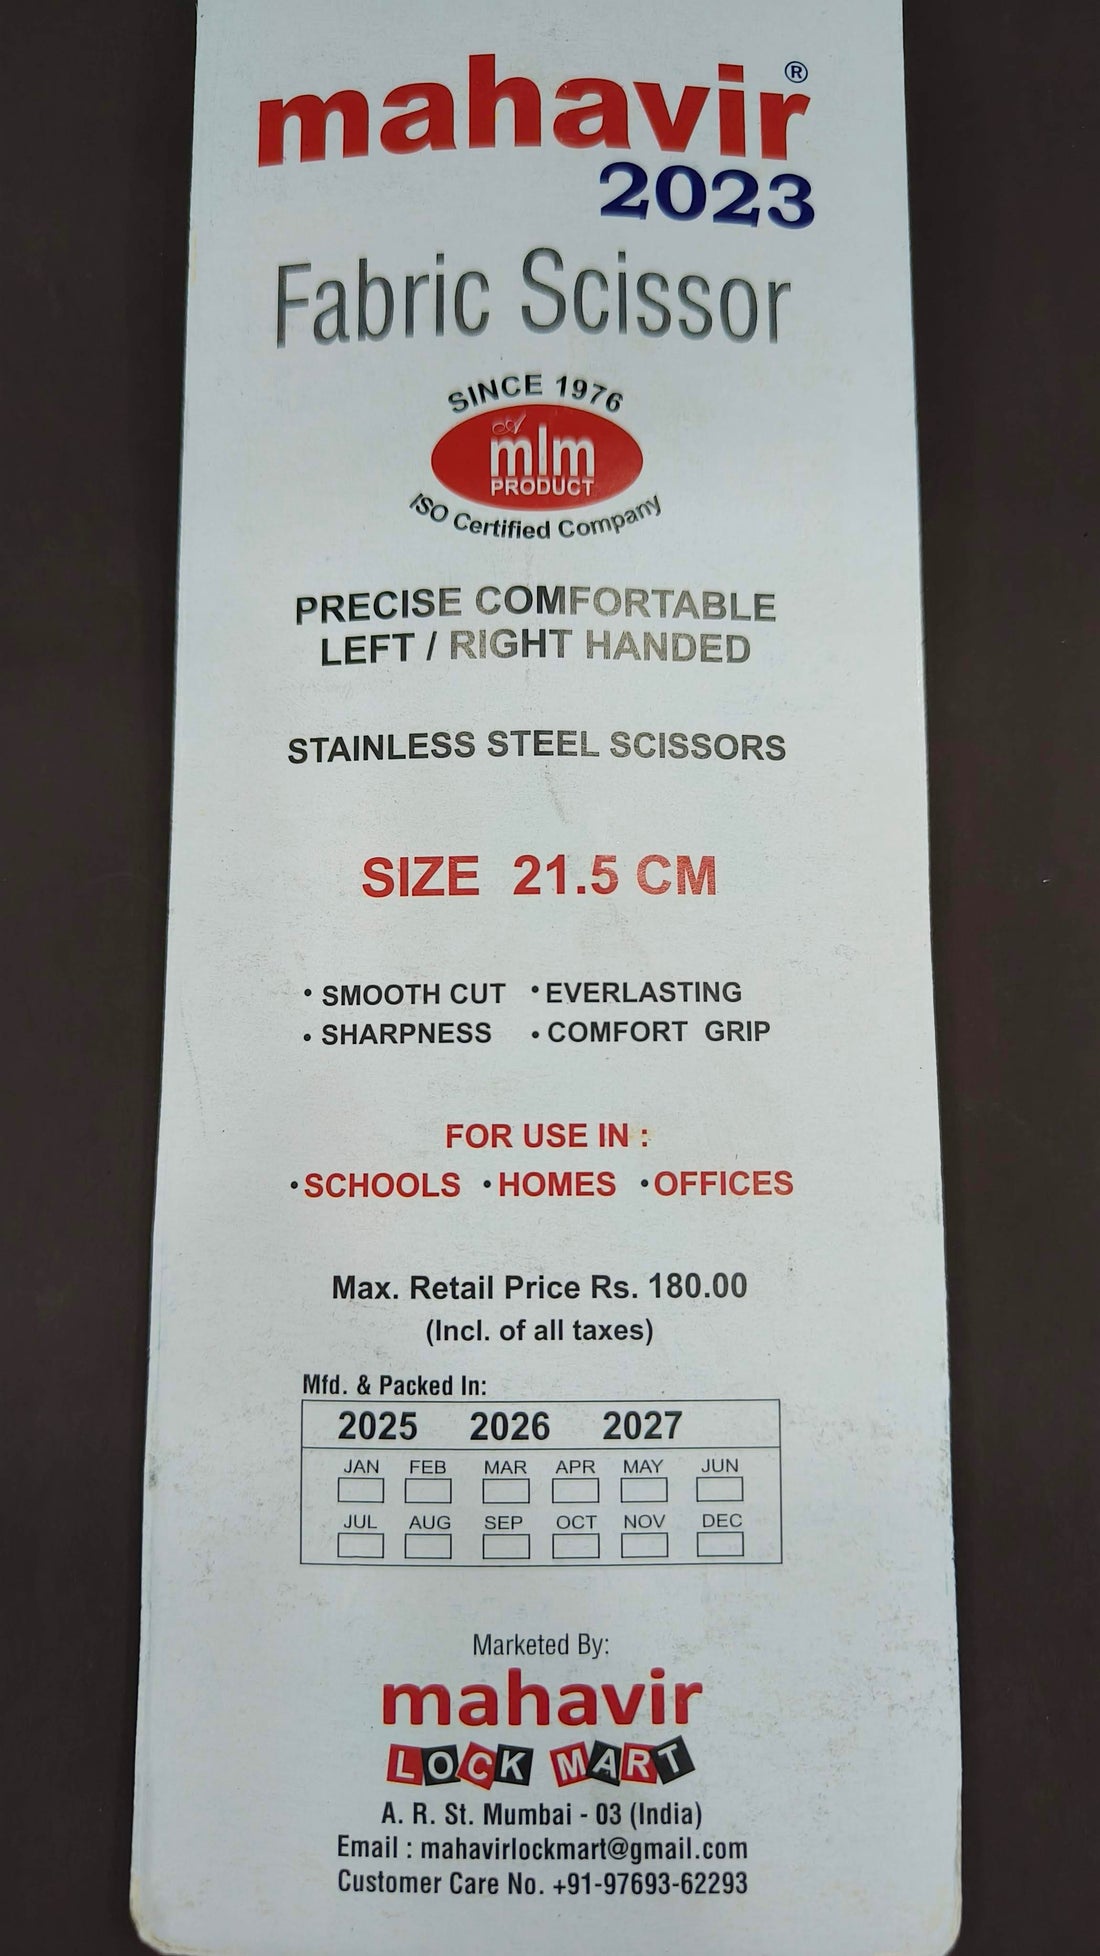 mahavir®
2023
Fabric Scissor
SINCE 1976
A
mlm
PRODUCT
ISO Certified Company
PRECISE COMFORTABLE
LEFT / RIGHT HANDED
STAINLESS STEEL SCISSORS
SIZE 21.5 CM
• SMOOTH CUT • EVERLASTING
• SHARPNESS • COMFORT GRIP
FOR USE IN :
•SCHOOLS •HOMES •OFFICES
Max. Retail Price Rs. 180.00
(Incl. of all taxes)
Mfd. & Packed In:
2025 2026 2027
JAN FEB MAR APR MAY JUN
JUL AUG SEP OCT NOV DEC
Marketed By:
mahavir
LOCK MART
A. R. St. Mumbai - 03 (India)
Email : mahavirlockmart@gmail.com
Customer Care No. +91-97693-62293